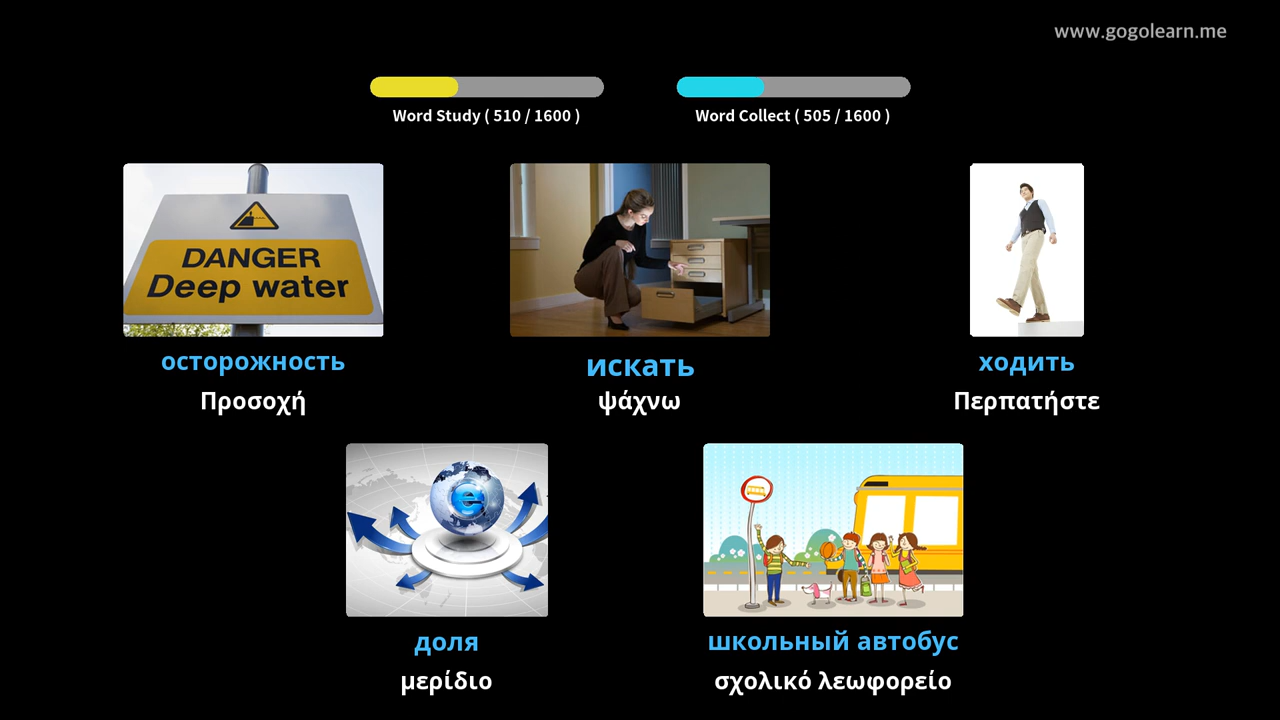 www.gogolearn.me
Word Study ( 510 / 1600 )
Word Collect ( 505 / 1600 )
DANGER
Deep water
осторожность
Προσοχή
искать
ψάχνω
ходить
Περπατήστε
e
доля
μερίδιο
школьный автобус
σχολικό λεωφορείο